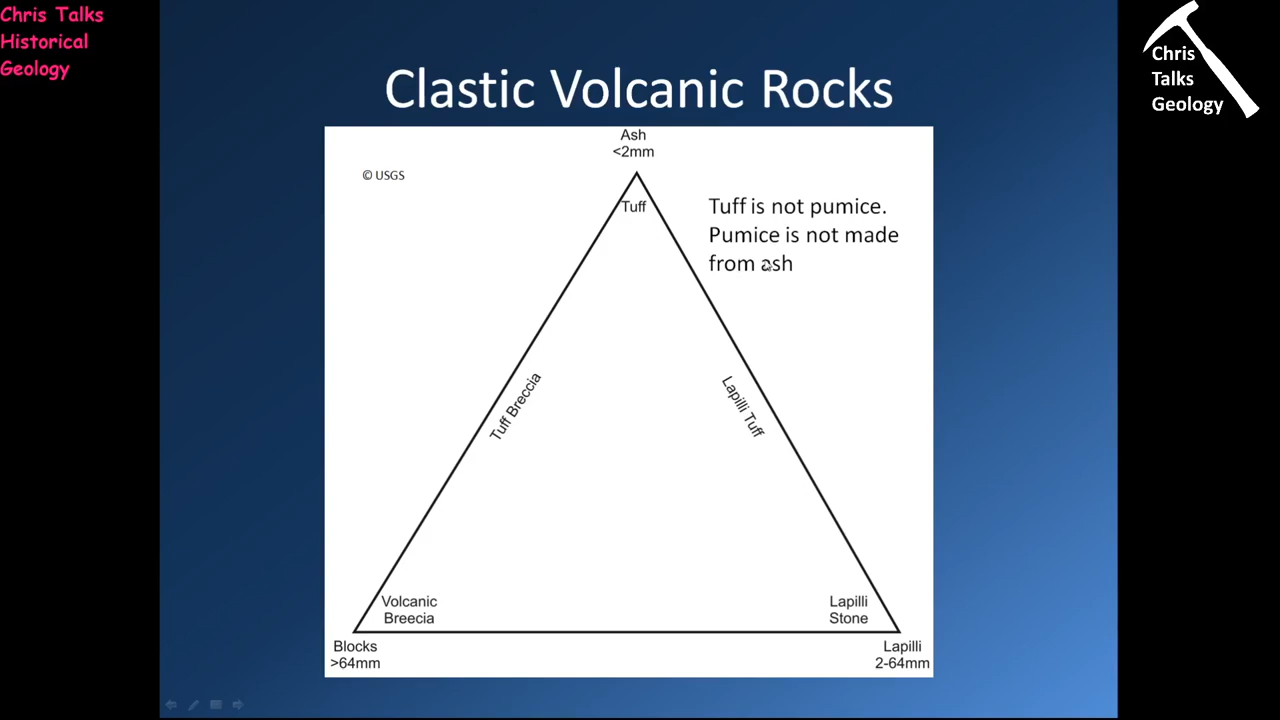 Chris Talks
Historical
Geology
Chris
Talks
Geology
Clastic Volcanic Rocks
Ash
<2mm
© USGS
Tuff
Tuff is not pumice.
Pumice is not made
from ash
Tuff Breccia
Lapilli Tuff
Volcanic
Breecia
Lapilli
Stone
Blocks
>64mm
Lapilli
2-64mm